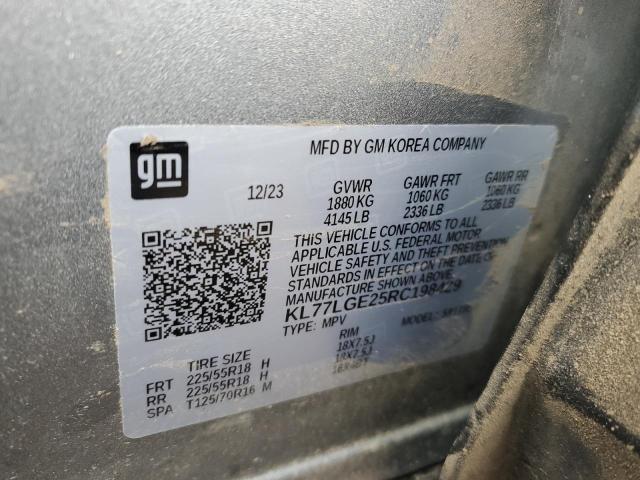 gm
MFD BY GM KOREA COMPANY
12/23
GVWR GAWR FRT GAWR RR
1880 KG 1060 KG 1060 KG
4145 LB 2336 LB 2336 LB
THIS VEHICLE CONFORMS TO ALL
APPLICABLE U.S. FEDERAL MOTOR
VEHICLE SAFETY AND THEFT PREVENTION
STANDARDS IN EFFECT ON THE DATE OF
MANUFACTURE SHOWN ABOVE.
KL77LGE25RC198429
TYPE: MPV MODEL:
TIRE SIZE RIM
FRT 225/55R18 H 18X7.5J
RR 225/55R18 H 18X7.5J
SPA T125/70R16 M